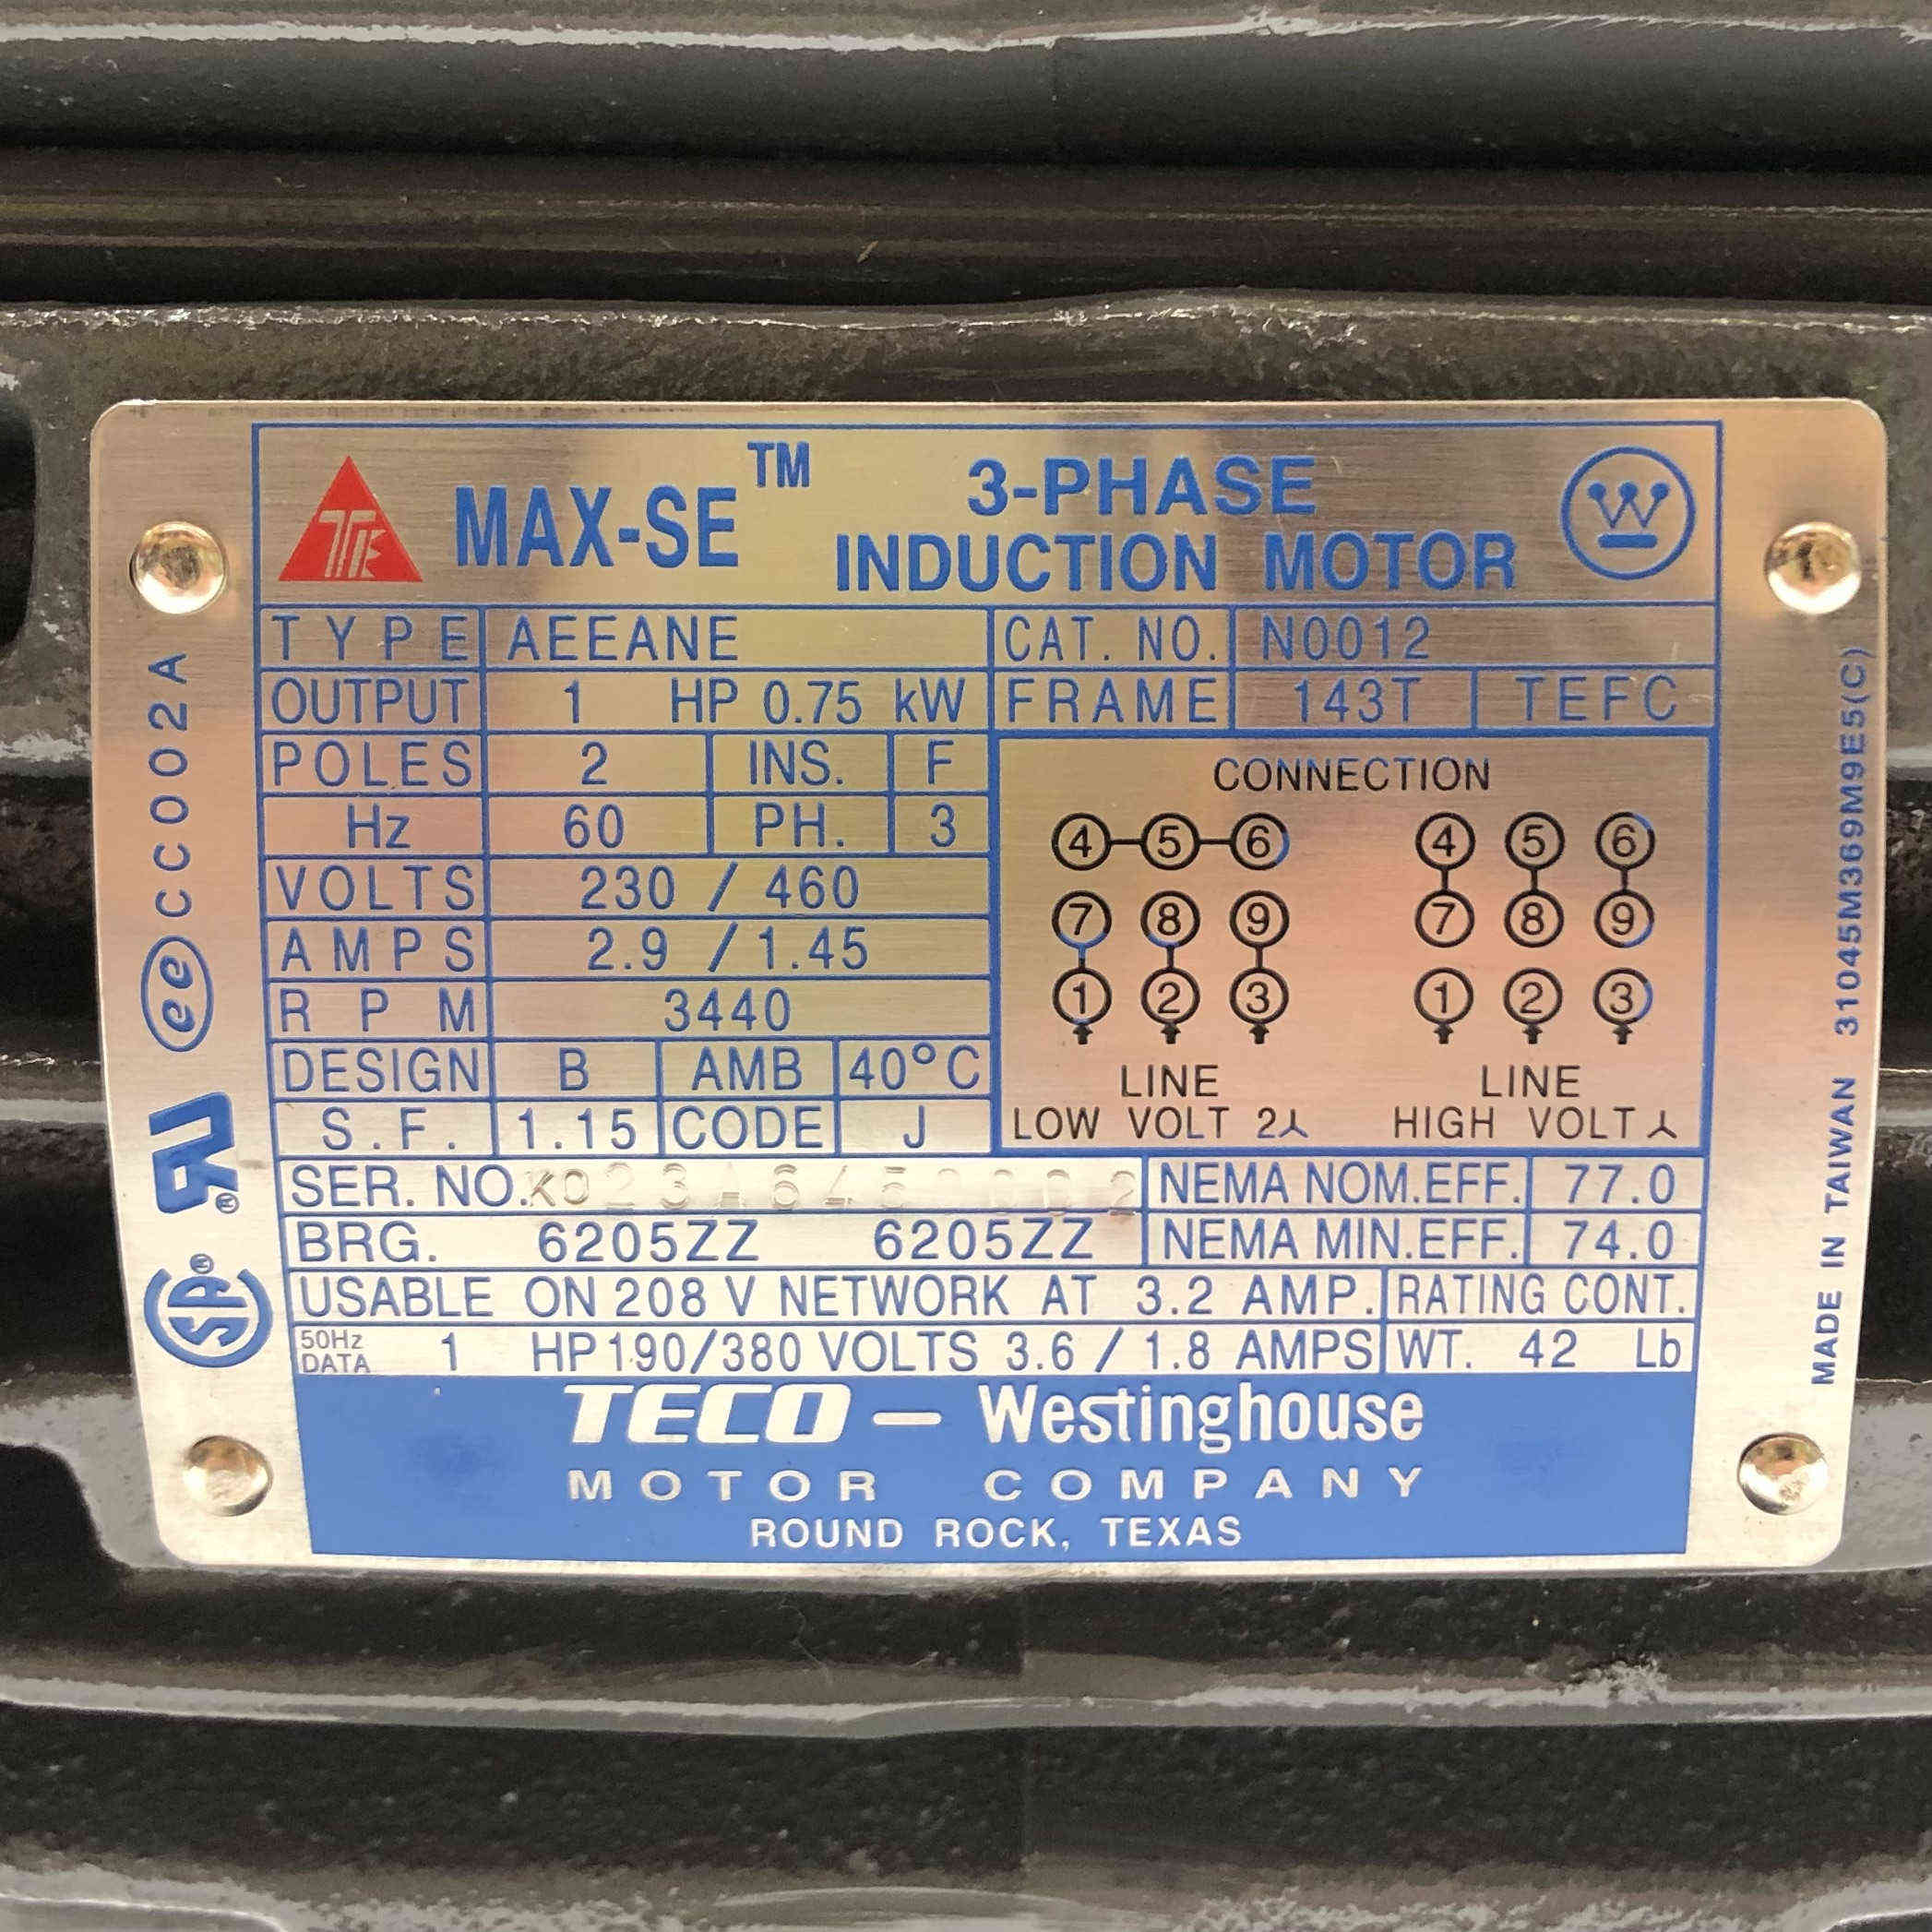 MAX-SE™
3-PHASE
INDUCTION MOTOR
W
TYPE AEEANE CAT. NO. N0012
OUTPUT 1 HP 0.75 kW FRAME 143T TEFC
POLES 2 INS. F
Hz 60 PH. 3
VOLTS 230 / 460
AMPS 2.9 / 1.45
RPM 3440
DESIGN B AMB 40°C
S.F. 1.15 CODE J
CONNECTION
4 5 6 4 5 6
7 8 9 7 8 9
1 2 3 1 2 3
LINE LINE
LOW VOLT 2⅄ HIGH VOLT ⅄
SER. NO. NEMA NOM.EFF. 77.0
BRG. 6205ZZ 6205ZZ NEMA MIN.EFF. 74.0
USABLE ON 208 V NETWORK AT 3.2 AMP. RATING CONT.
50Hz DATA 1 HP 190/380 VOLTS 3.6 / 1.8 AMPS WT. 42 Lb
TECO – Westinghouse
MOTOR COMPANY
ROUND ROCK, TEXAS
ee CC002A
MADE IN TAIWAN 31045M369M9E5(C)